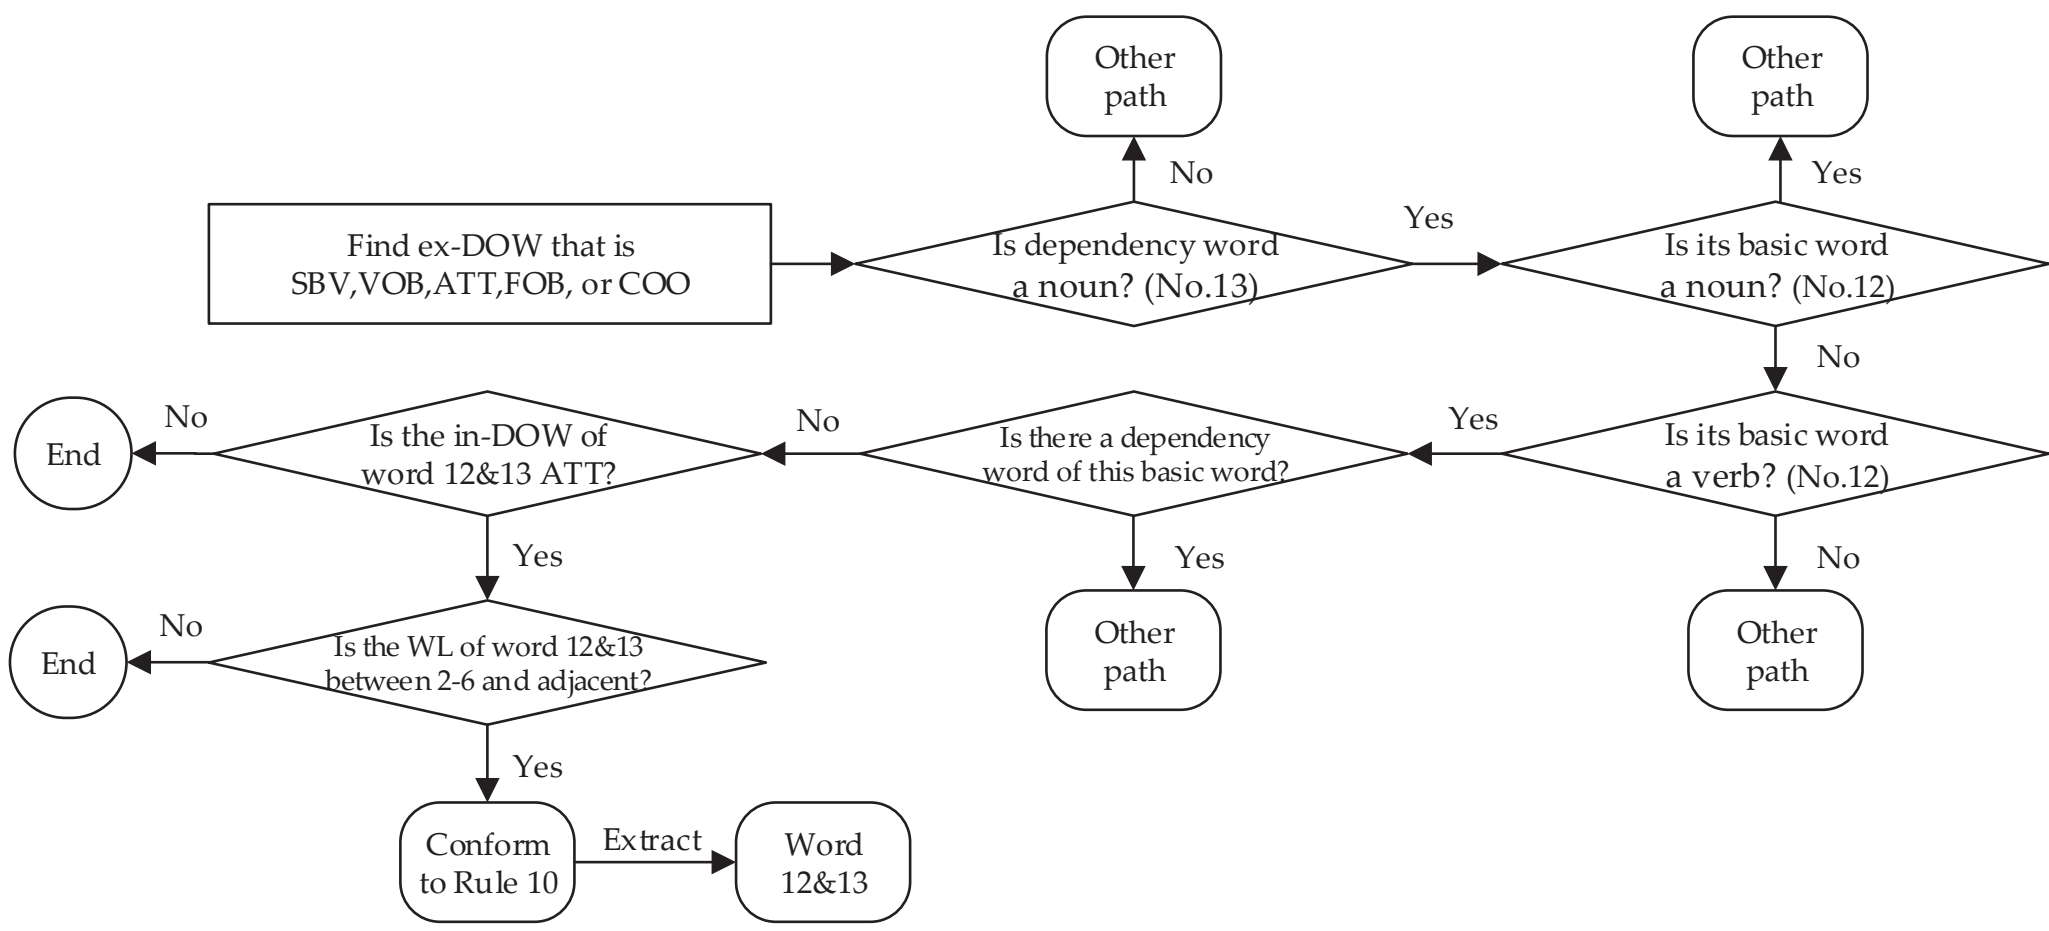 Other
path
Other
path
No
Yes
Find ex-DOW that is
SBV,VOB,ATT,FOB, or COO
Is dependency word
a noun? (No.13)
Yes
Is its basic word
a noun? (No.12)
No
End
No
Is the in-DOW of
word 12&13 ATT?
No
Is there a dependency
word of this basic word?
Yes
Is its basic word
a verb? (No.12)
Yes
Yes
No
End
No
Is the WL of word 12&13
between 2-6 and adjacent?
Other
path
Other
path
Yes
Conform
to Rule 10
Extract
Word
12&13